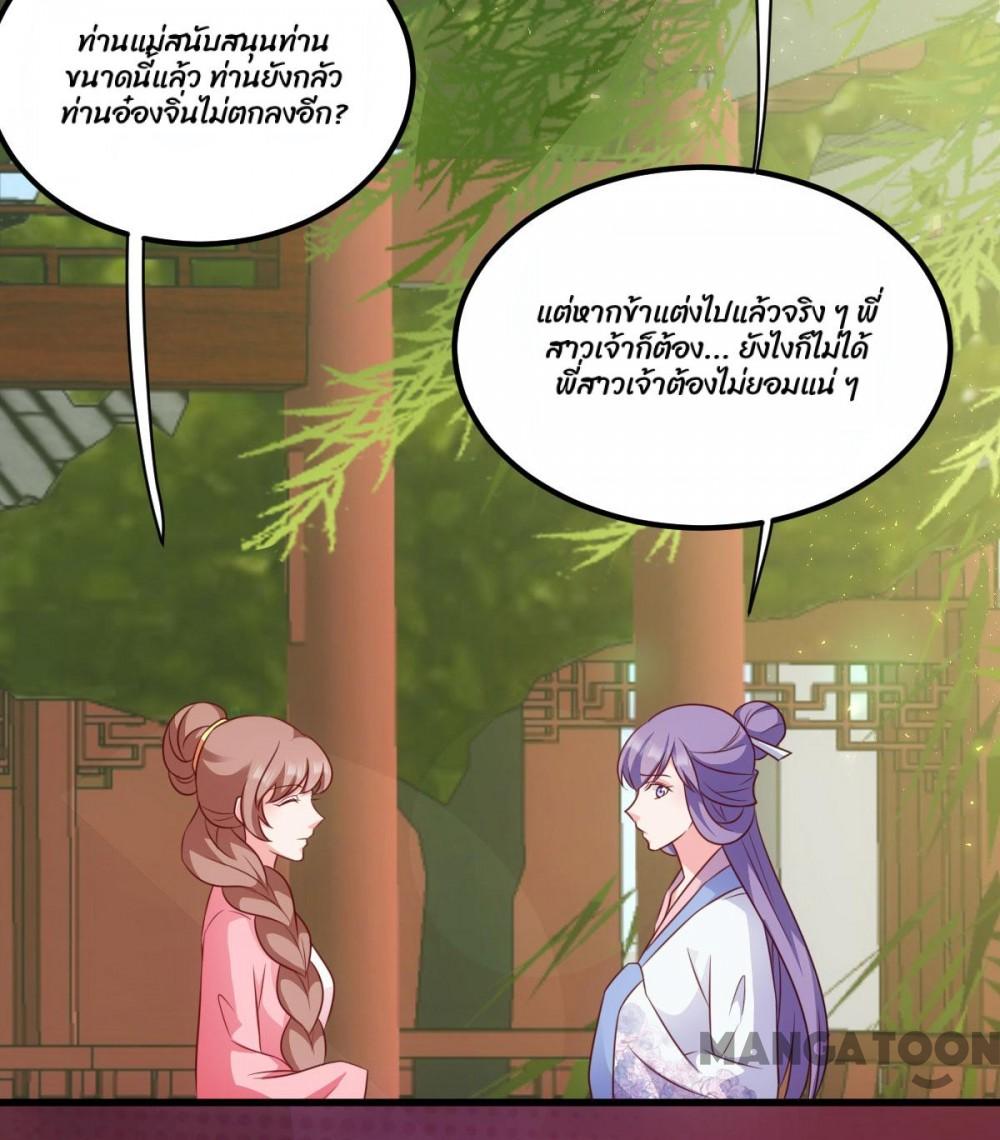 ท่านแม่สนับสนุนท่าน
ขนาดนี้แล้ว ท่านยังกลัว
ท่านอ๋องจิ่นไม่ตกลงอีก?
แต่หากข้าแต่งไปแล้วจริง ๆ พี่
สาวเจ้าก็ต้อง... ยังไงก็ไม่ได้
พี่สาวเจ้าต้องไม่ยอมแน่ ๆ
MANGATOON